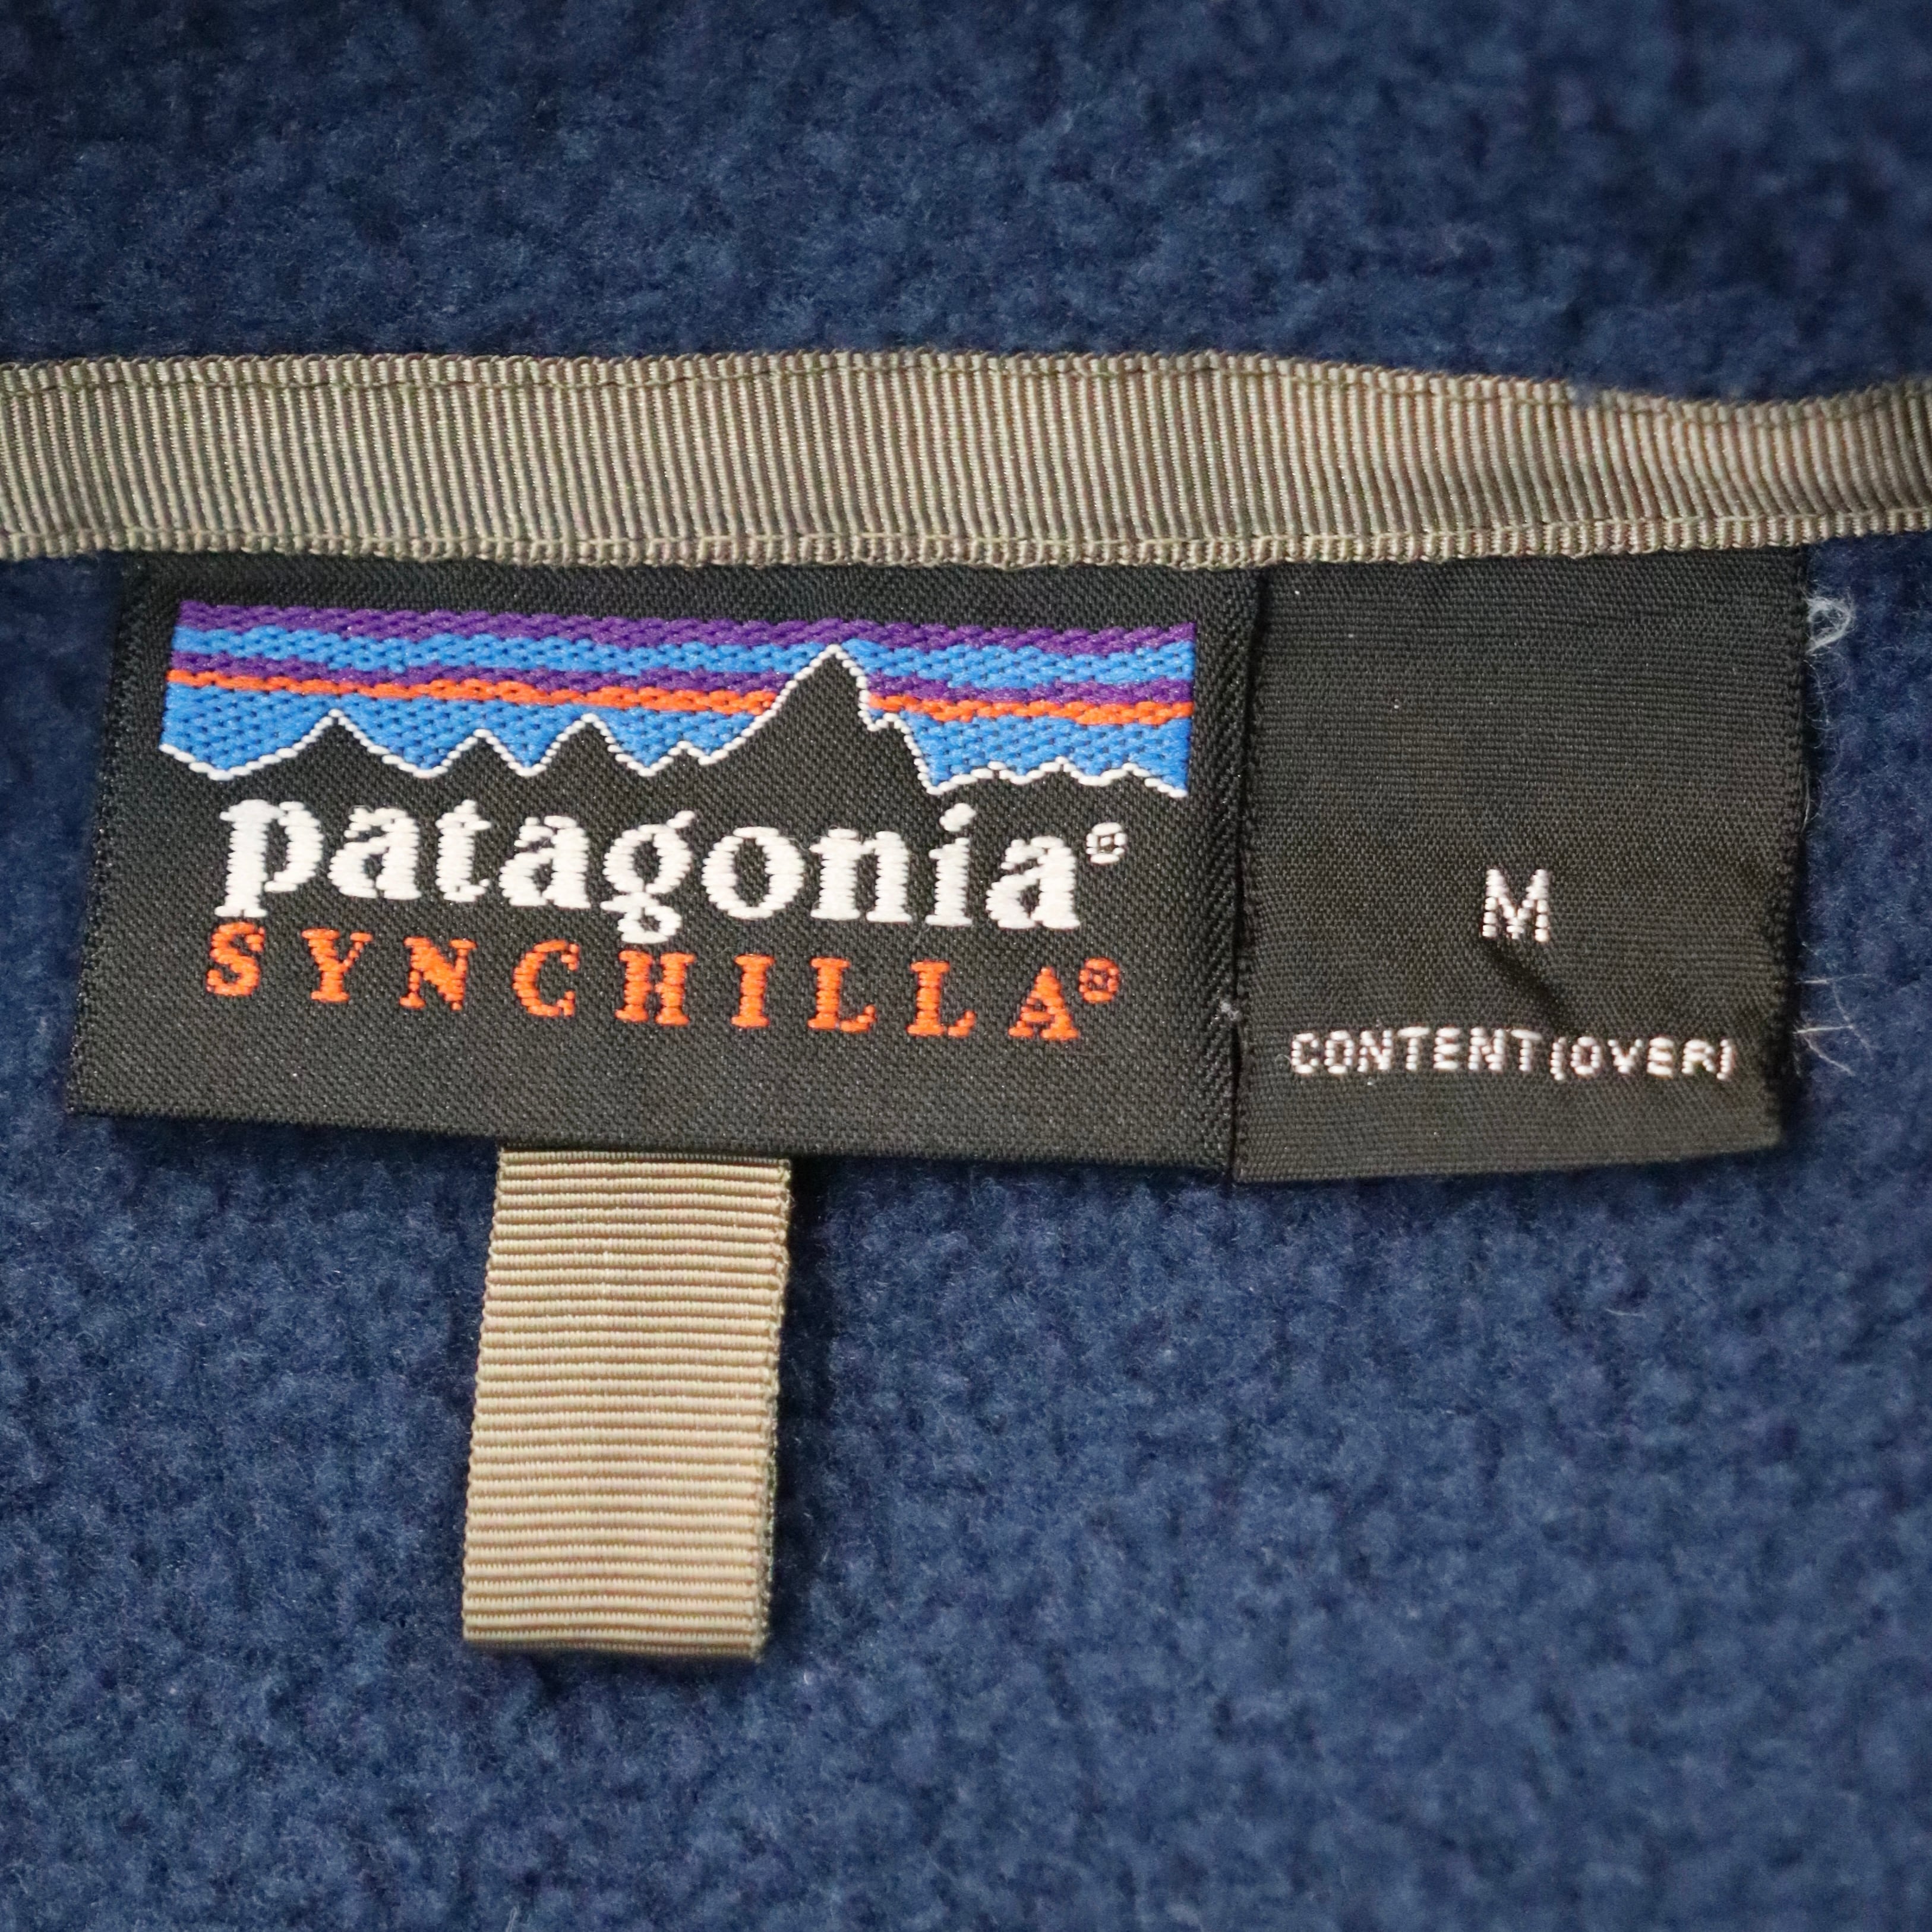 patagonia®
SYNCHILLA®
M
CONTENT(OVER)